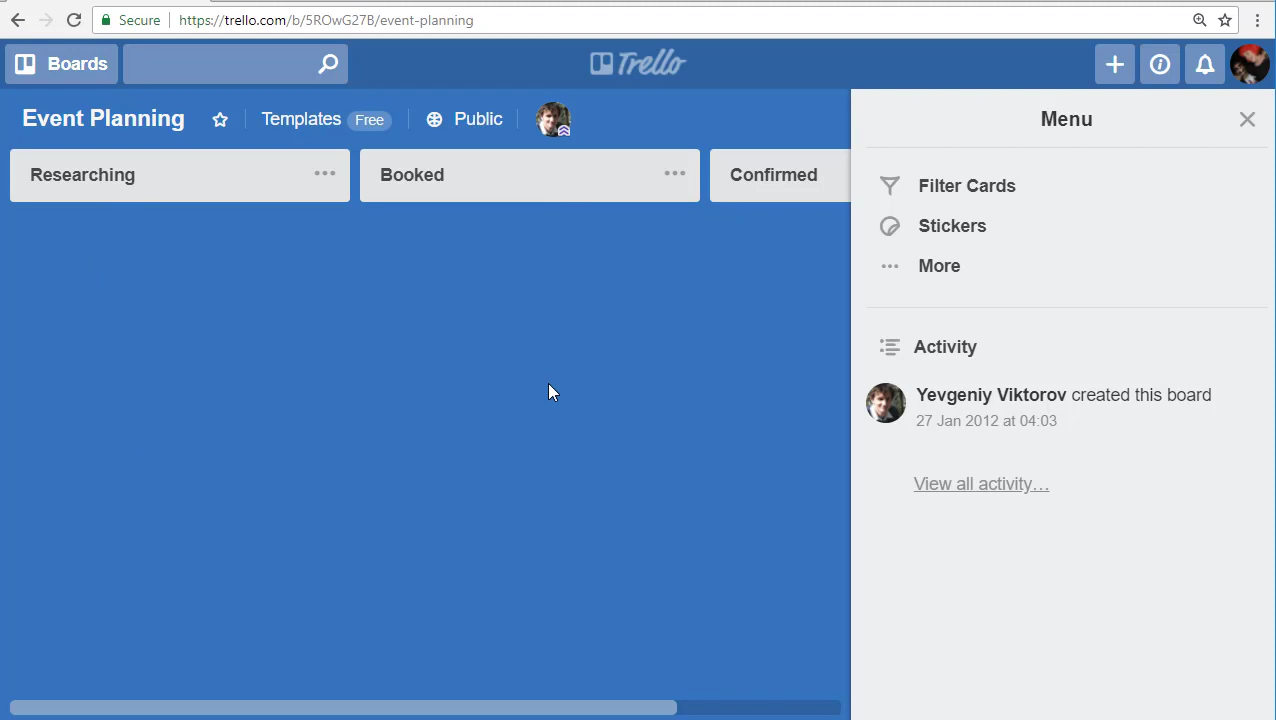 Secure https://trello.com/b/5ROwG27B/event-planning
Boards
Trello
Event Planning
Templates Free
Public
Menu
Researching
Booked
Confirmed
Filter Cards
Stickers
More
Activity
Yevgeniy Viktorov created this board
27 Jan 2012 at 04:03
View all activity…